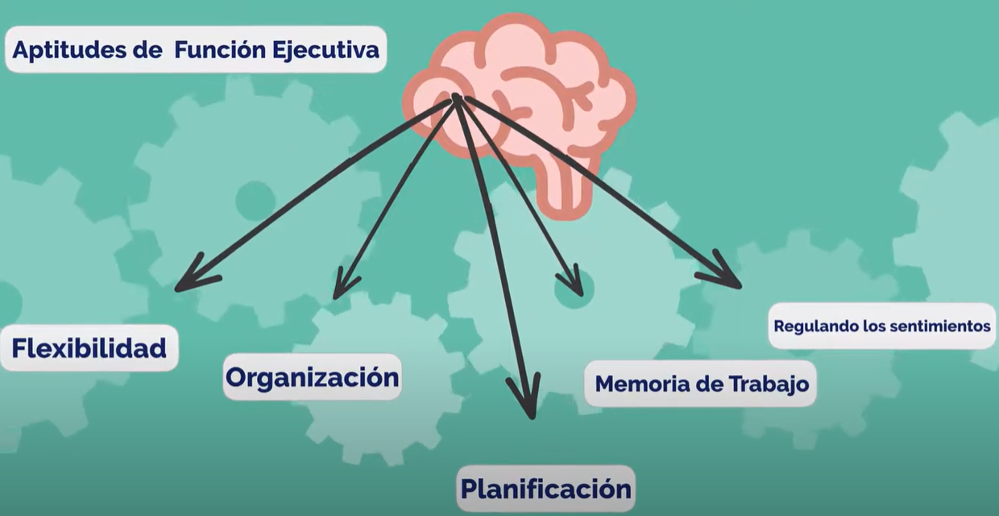 Aptitudes de Función Ejecutiva
Flexibilidad
Organización
Planificación
Memoria de Trabajo
Regulando los sentimientos